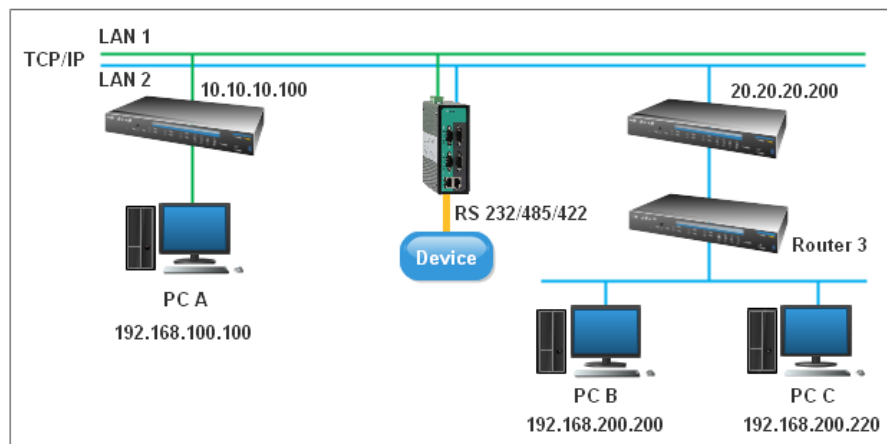 LAN 1
TCP/IP
LAN 2
10.10.10.100
20.20.20.200
RS 232/485/422
Device
Router 3
PC A
192.168.100.100
PC B
192.168.200.200
PC C
192.168.200.220